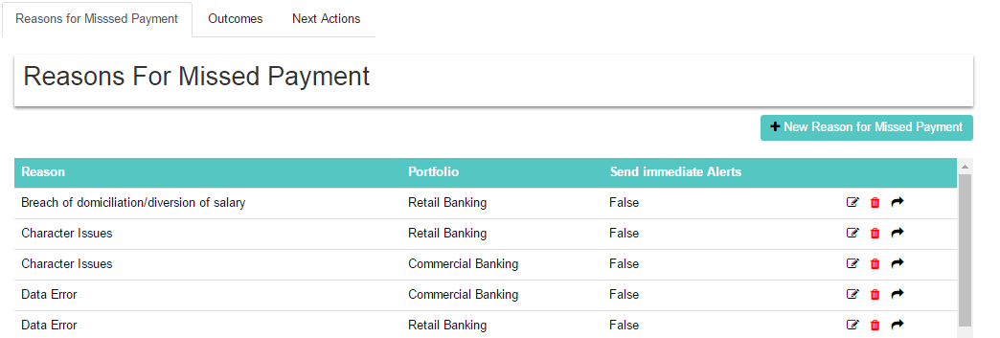 Reasons for Misssed Payment Outcomes Next Actions
Reasons For Missed Payment
New Reason for Missed Payment
Reason Portfolio Send immediate Alerts
Breach of domiciliation/diversion of salary Retail Banking False
Character Issues Retail Banking False
Character Issues Commercial Banking False
Data Error Commercial Banking False
Data Error Retail Banking False